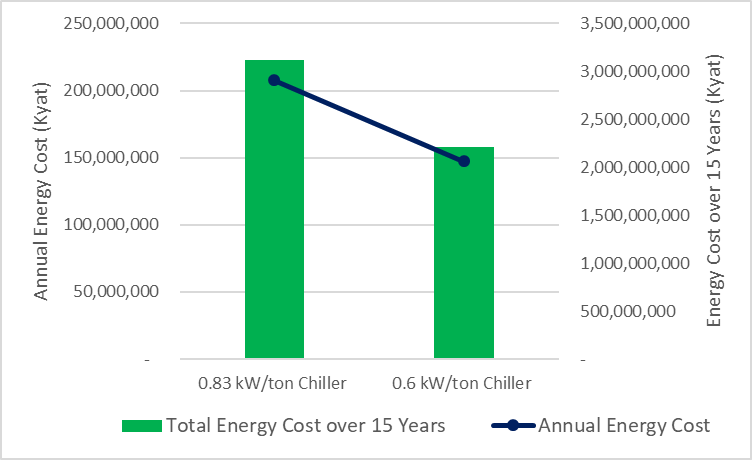 Annual Energy Cost (Kyat)
250,000,000
200,000,000
150,000,000
100,000,000
50,000,000
-
3,500,000,000
3,000,000,000
2,500,000,000
2,000,000,000
1,500,000,000
1,000,000,000
500,000,000
-
Energy Cost over 15 Years (Kyat)
0.83 kW/ton Chiller
0.6 kW/ton Chiller
Total Energy Cost over 15 Years
Annual Energy Cost